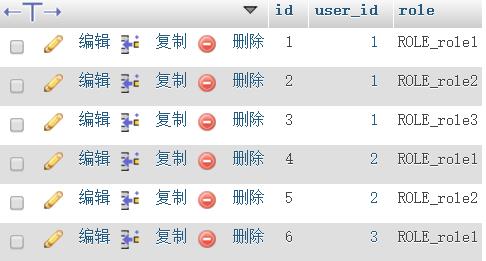 ←T→ id user_id role
编辑 复制 删除 1 1 ROLE_role1
编辑 复制 删除 2 1 ROLE_role2
编辑 复制 删除 3 1 ROLE_role3
编辑 复制 删除 4 2 ROLE_role1
编辑 复制 删除 5 2 ROLE_role2
编辑 复制 删除 6 3 ROLE_role1